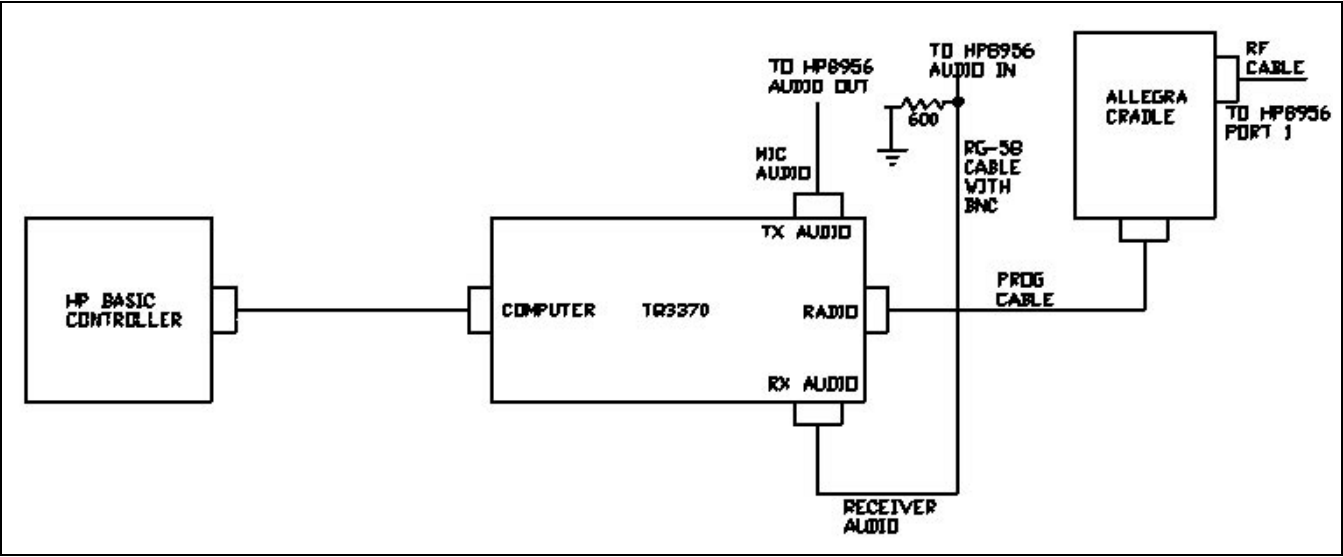 TO HP8956
AUDIO OUT
TO HP8956
AUDIO IN
600
MIC
AUDIO
RG-58
CABLE
WITH
BNC
ALLEGRA
CRADLE
RF
CABLE
TO HP8956
PORT 1
HP BASIC
CONTROLLER
COMPUTER
TQ3370
TX AUDIO
RADIO
RX AUDIO
PROG
CABLE
RECEIVER
AUDIO